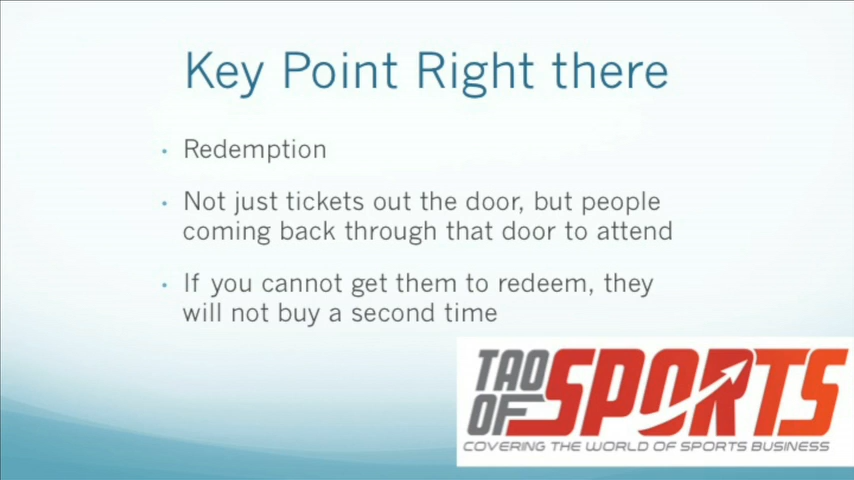 Key Point Right there
• Redemption
• Not just tickets out the door, but people
coming back through that door to attend
• If you cannot get them to redeem, they
will not buy a second time
TAO
OF
SPORTS
COVERING THE WORLD OF SPORTS BUSINESS